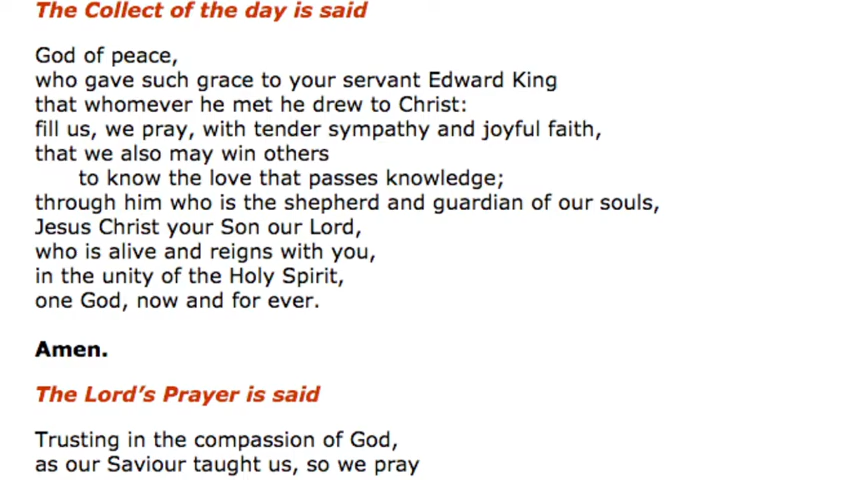 The Collect of the day is said
God of peace,
who gave such grace to your servant Edward King
that whomever he met he drew to Christ:
fill us, we pray, with tender sympathy and joyful faith,
that we also may win others
to know the love that passes knowledge;
through him who is the shepherd and guardian of our souls,
Jesus Christ your Son our Lord,
who is alive and reigns with you,
in the unity of the Holy Spirit,
one God, now and for ever.
Amen.
The Lord’s Prayer is said
Trusting in the compassion of God,
as our Saviour taught us, so we pray